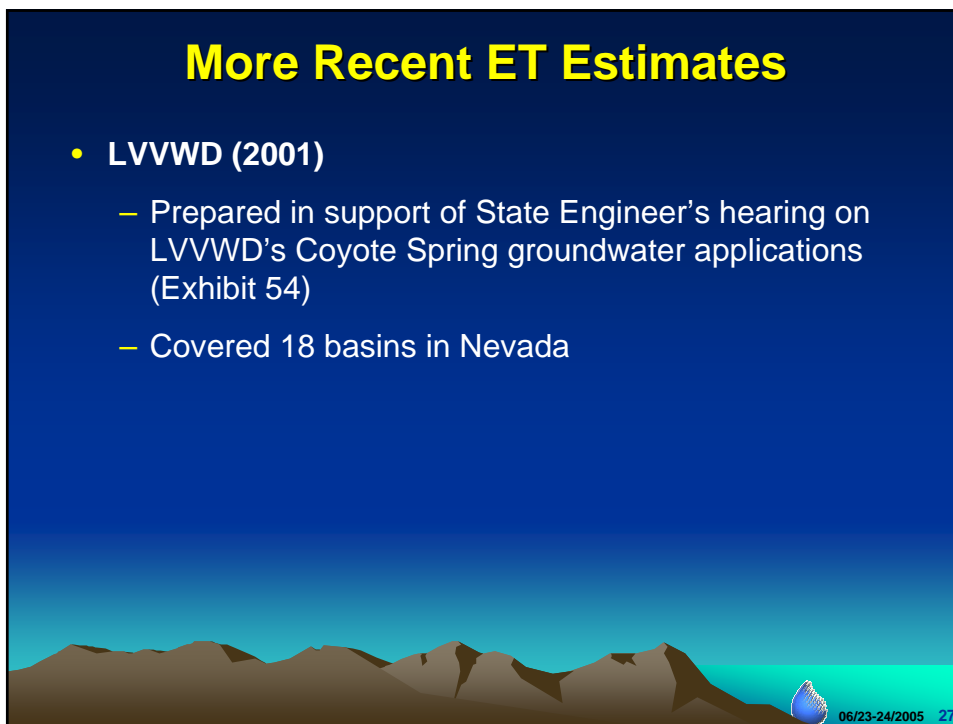 More Recent ET Estimates
• LVVWD (2001)
– Prepared in support of State Engineer’s hearing on
LVVWD’s Coyote Spring groundwater applications
(Exhibit 54)
– Covered 18 basins in Nevada
06/23-24/2005 27